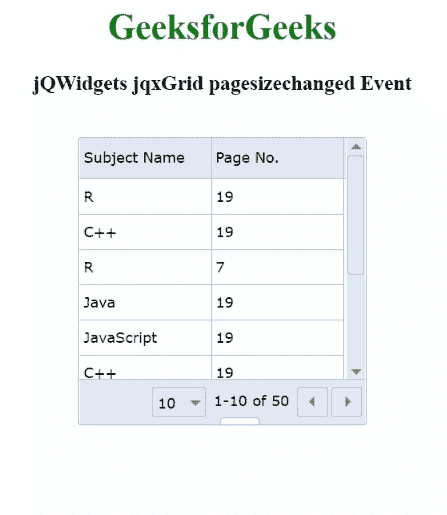 GeeksforGeeks
jQWidgets jqxGrid pagesizechanged Event
Subject Name Page No.
R 19
C++ 19
R 7
Java 19
JavaScript 19
C++ 19
10 1-10 of 50